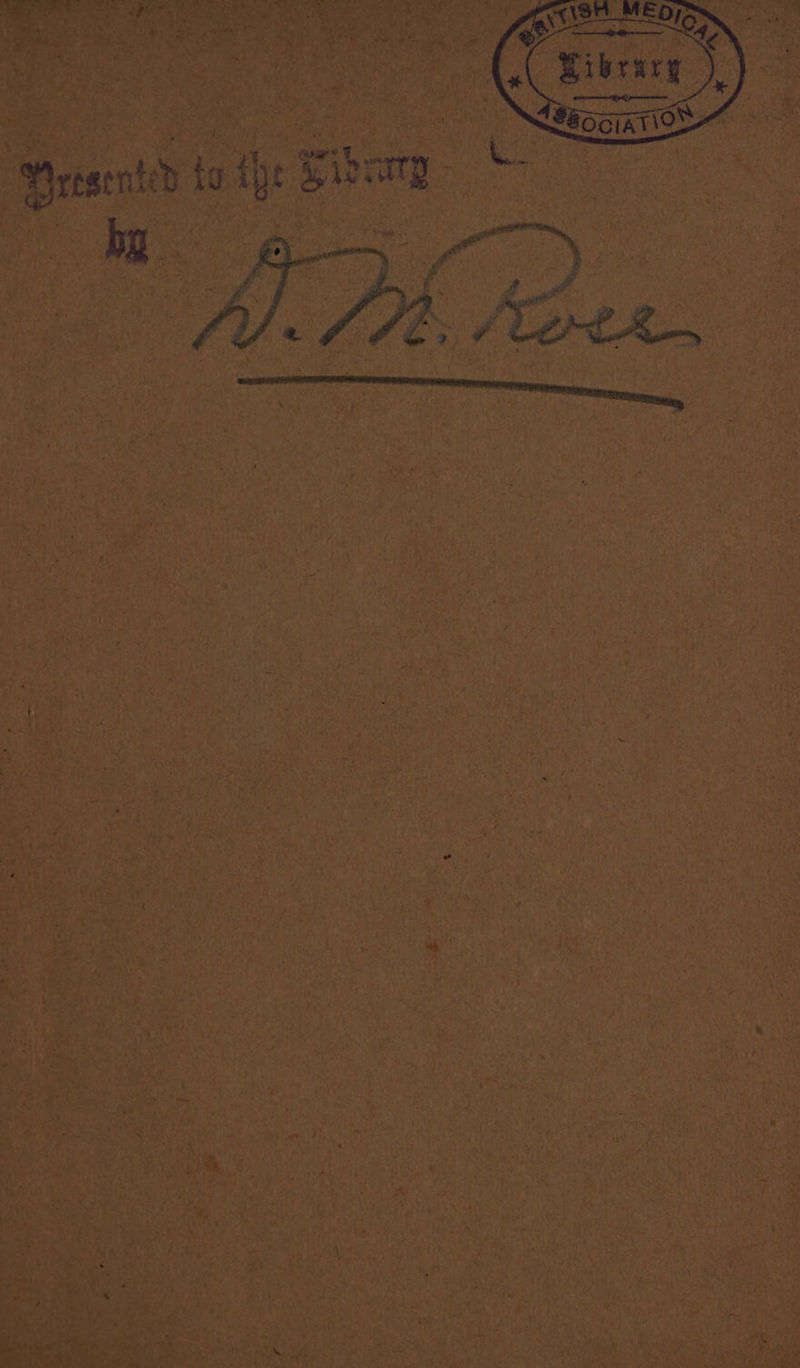 BRITISH MEDICAL
Library
ASSOCIATION
Presented to the Library
by
D. M. Ross